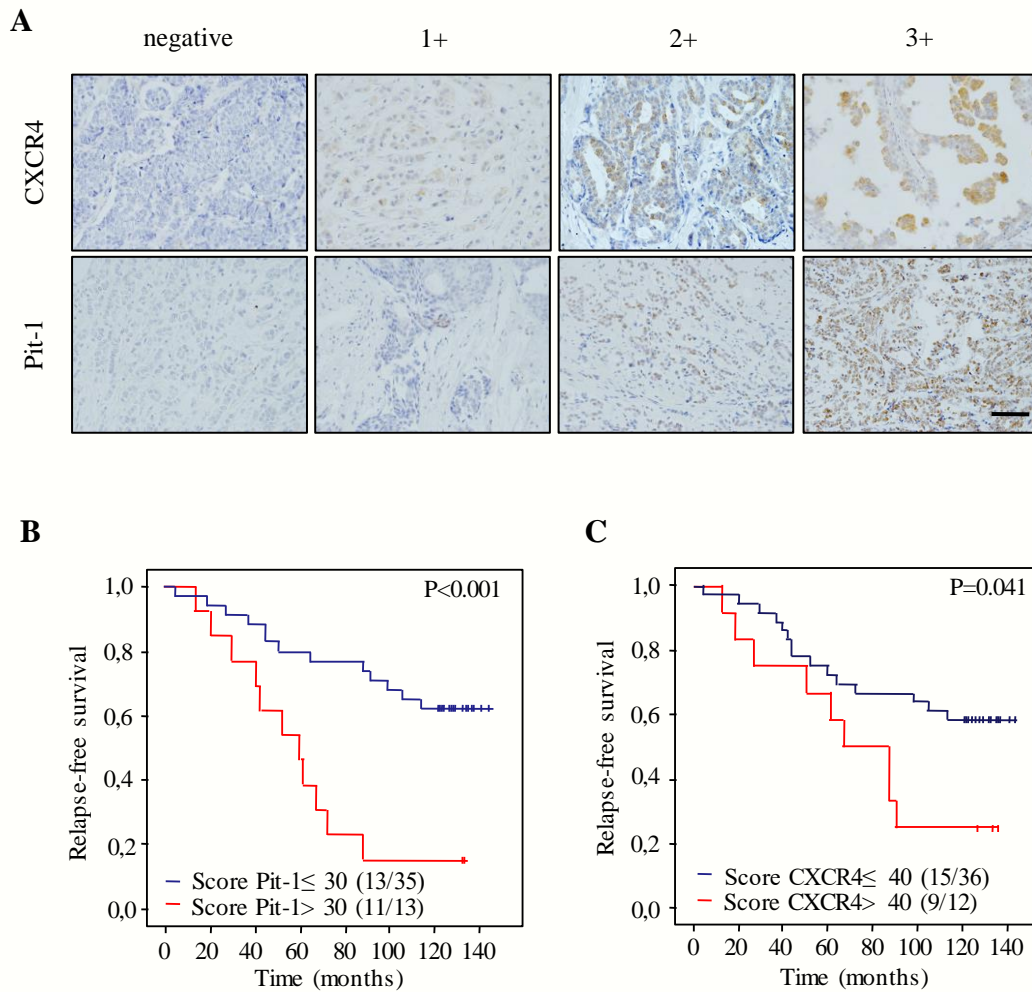 A
negative 1+ 2+ 3+
CXCR4
Pit-1
B
P<0.001
Relapse-free survival
1,0
0,8
0,6
0,4
0,2
0,0
Score Pit-1≤ 30 (13/35)
Score Pit-1> 30 (11/13)
0 20 40 60 80 100 120 140
Time (months)
C
P=0.041
Relapse-free survival
1,0
0,8
0,6
0,4
0,2
0,0
Score CXCR4≤ 40 (15/36)
Score CXCR4> 40 (9/12)
0 20 40 60 80 100 120 140
Time (months)